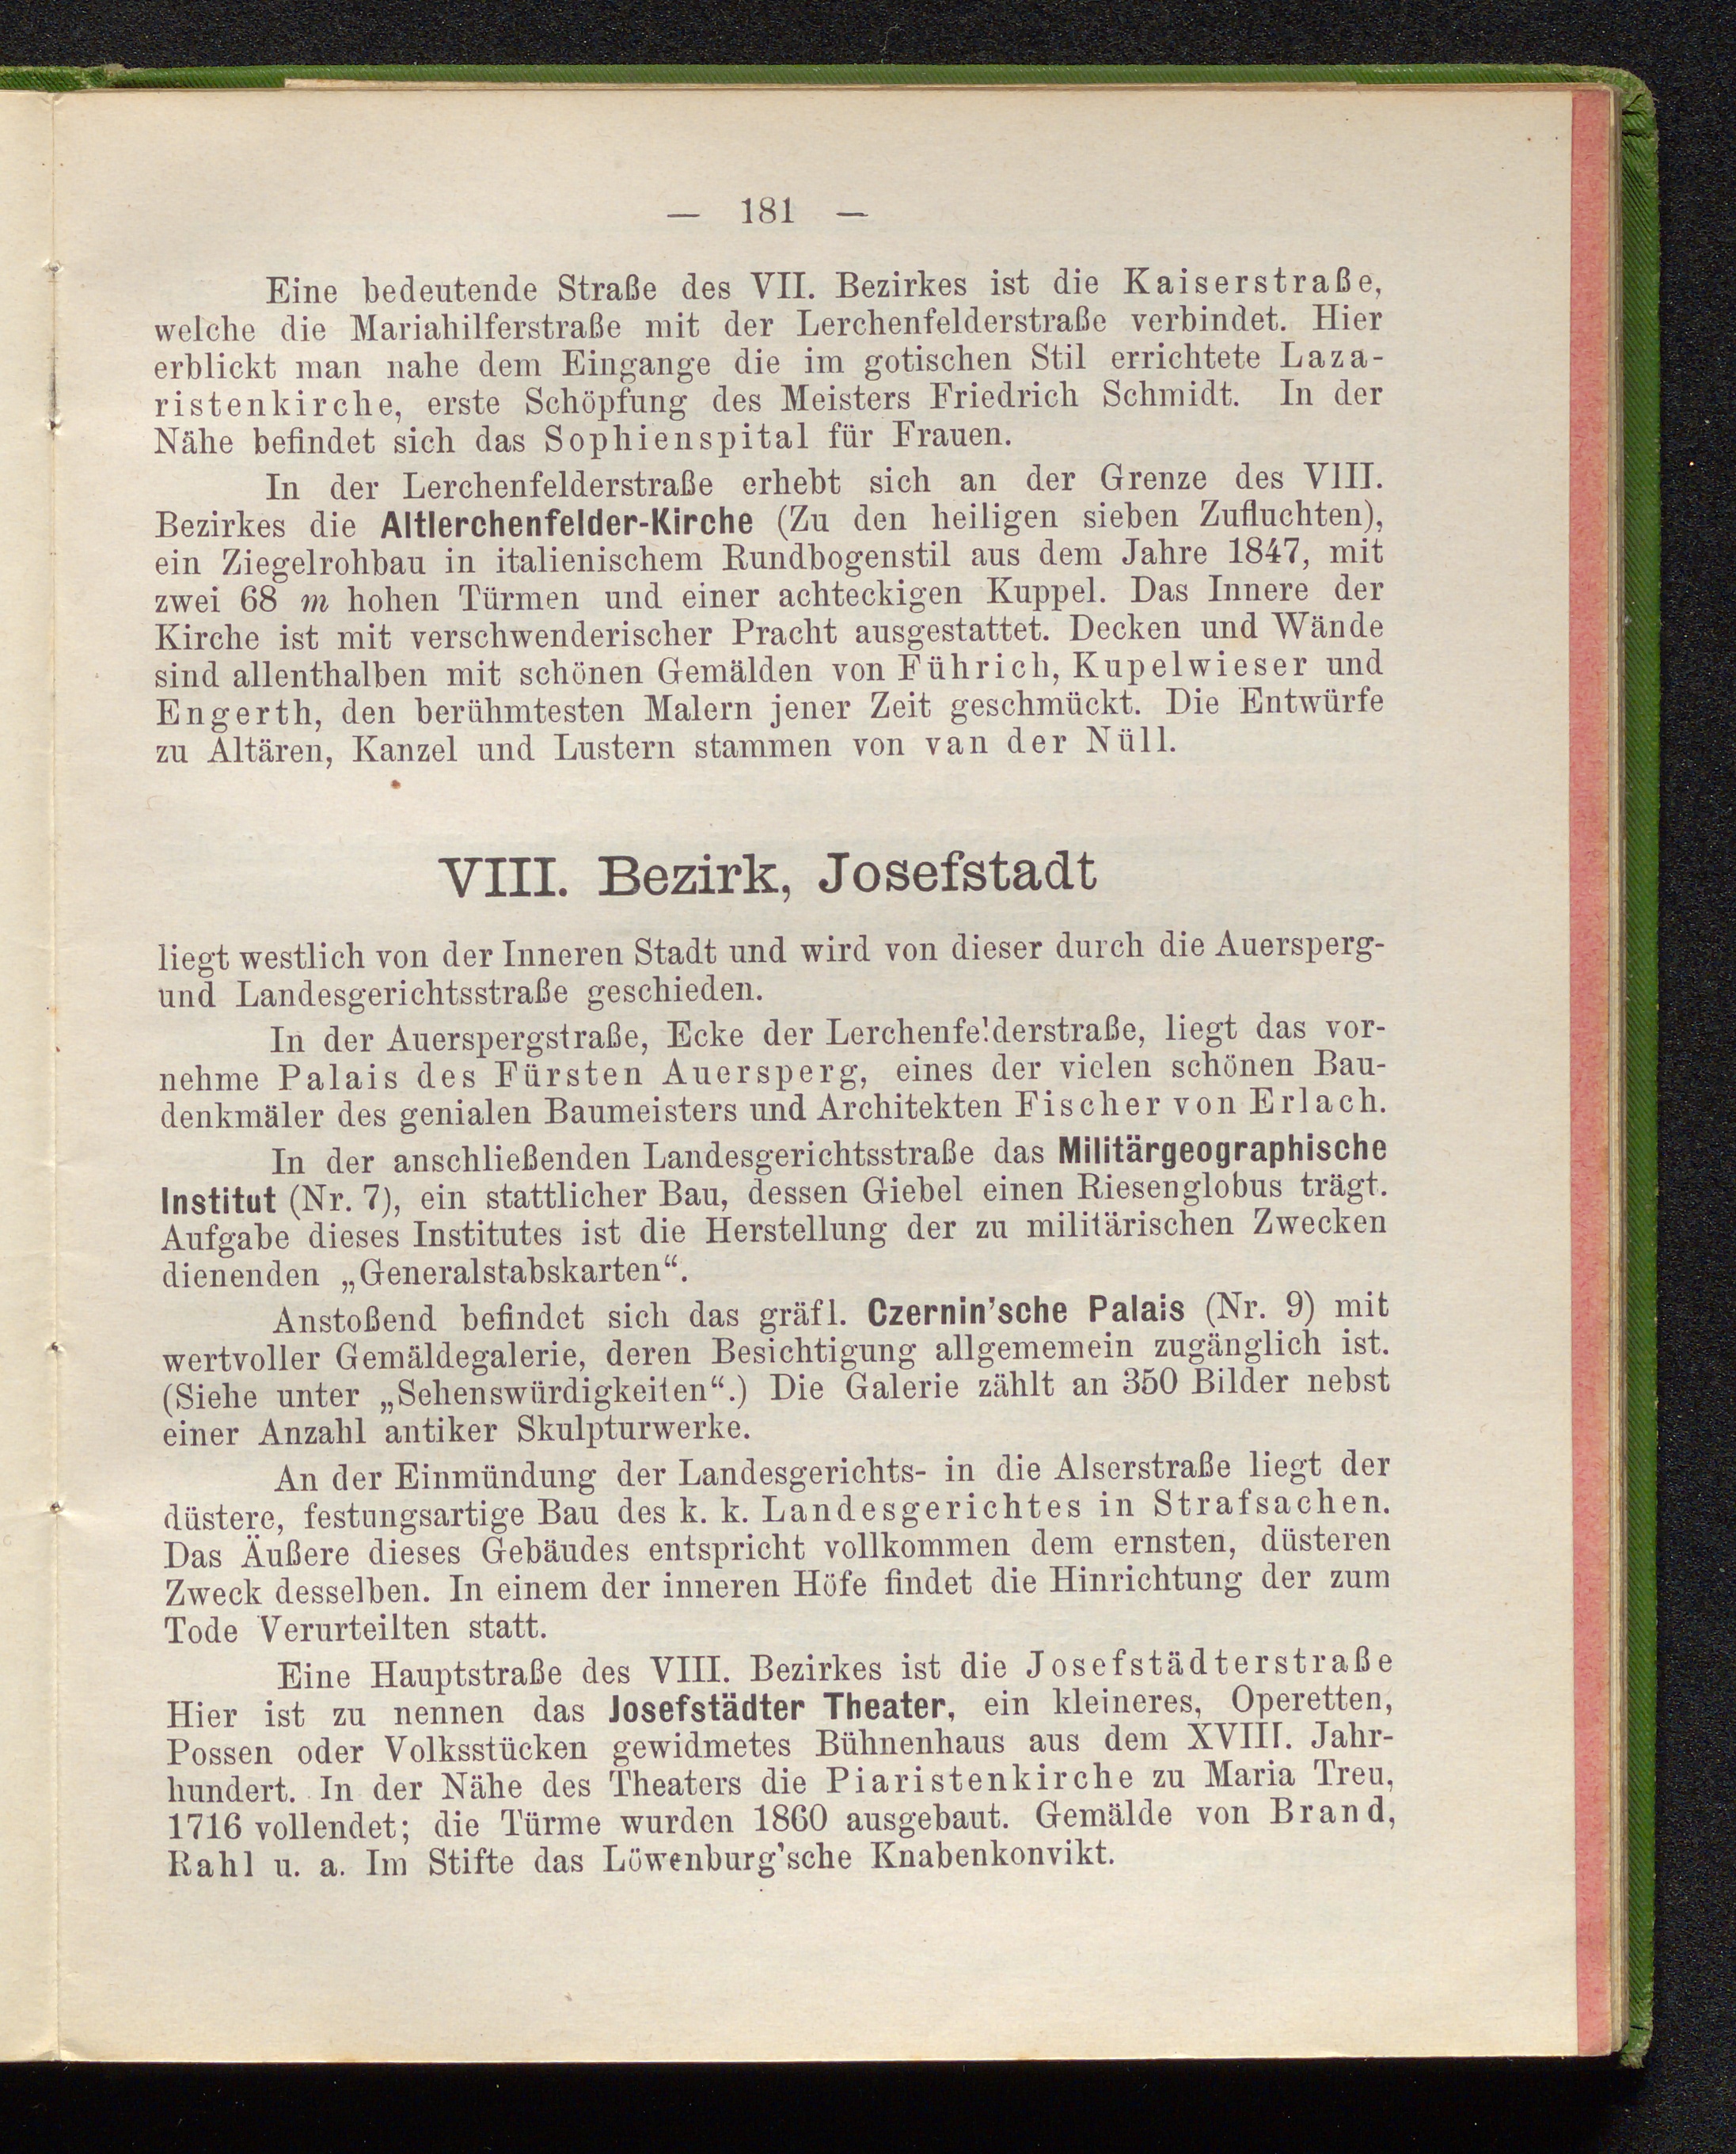 — 181 —
Eine bedeutende Straße des VII. Bezirkes ist die Kaiserstraße,
welche die Mariahilferstraße mit der Lerchenfelderstraße verbindet. Hier
erblickt man nahe dem Eingange die im gotischen Stil errichtete Laza-
ristenkirche, erste Schöpfung des Meisters Friedrich Schmidt. In der
Nähe befindet sich das Sophienspital für Frauen.
In der Lerchenfelderstraße erhebt sich an der Grenze des VIII.
Bezirkes die Altlerchenfelder-Kirche (Zu den heiligen sieben Zufluchten),
ein Ziegelrohbau in italienischem Rundbogenstil aus dem Jahre 1847, mit
zwei 68 m hohen Türmen und einer achteckigen Kuppel. Das Innere der
Kirche ist mit verschwenderischer Pracht ausgestattet. Decken und Wände
sind allenthalben mit schönen Gemälden von Führich, Kupelwieser und
Engerth, den berühmtesten Malern jener Zeit geschmückt. Die Entwürfe
zu Altären, Kanzel und Lustern stammen von van der Nüll.
VIII. Bezirk, Josefstadt
liegt westlich von der Inneren Stadt und wird von dieser durch die Auersperg-
und Landesgerichtsstraße geschieden.
In der Auerspergstraße, Ecke der Lerchenfelderstraße, liegt das vor-
nehme Palais des Fürsten Auersperg, eines der vielen schönen Bau-
denkmäler des genialen Baumeisters und Architekten Fischer von Erlach.
In der anschließenden Landesgerichtsstraße das Militärgeographische
Institut (Nr. 7), ein stattlicher Bau, dessen Giebel einen Riesenglobus trägt.
Aufgabe dieses Institutes ist die Herstellung der zu militärischen Zwecken
dienenden „Generalstabskarten“.
Anstoßend befindet sich das gräfl. Czernin'sche Palais (Nr. 9) mit
wertvoller Gemäldegalerie, deren Besichtigung allgememein zugänglich ist.
(Siehe unter „Sehenswürdigkeiten“.) Die Galerie zählt an 350 Bilder nebst
einer Anzahl antiker Skulpturwerke.
An der Einmündung der Landesgerichts- in die Alserstraße liegt der
düstere, festungsartige Bau des k. k. Landesgerichtes in Strafsachen.
Das Äußere dieses Gebäudes entspricht vollkommen dem ernsten, düsteren
Zweck desselben. In einem der inneren Höfe findet die Hinrichtung der zum
Tode Verurteilten statt.
Eine Hauptstraße des VIII. Bezirkes ist die Josefstädterstraße
Hier ist zu nennen das Josefstädter Theater, ein kleineres, Operetten,
Possen oder Volksstücken gewidmetes Bühnenhaus aus dem XVIII. Jahr-
hundert. In der Nähe des Theaters die Piaristenkirche zu Maria Treu,
1716 vollendet; die Türme wurden 1860 ausgebaut. Gemälde von Brand,
Rahl u. a. Im Stifte das Löwenburg'sche Knabenkonvikt.